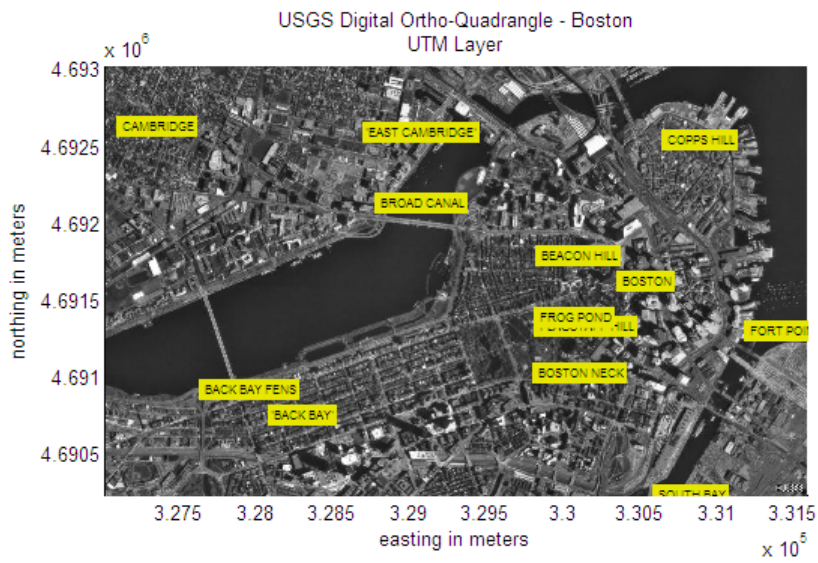 USGS Digital Ortho-Quadrangle - Boston
UTM Layer
x 10^6
4.693
4.6925
4.692
4.6915
4.691
4.6905
northing in meters
CAMBRIDGE
'EAST CAMBRIDGE'
COPPS HILL
BROAD CANAL
BEACON HILL
BOSTON
FROG POND
HILL
FORT POI
BOSTON NECK
BACK BAY FENS
'BACK BAY'
SOUTH BAY
3.275
3.28
3.285
3.29
3.295
3.3
3.305
3.31
3.315
easting in meters
x 10^5